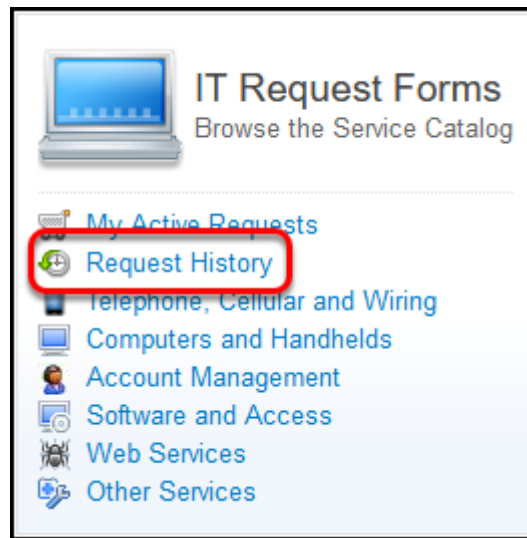 IT Request Forms
Browse the Service Catalog
My Active Requests
Request History
Telephone, Cellular and Wiring
Computers and Handhelds
Account Management
Software and Access
Web Services
Other Services